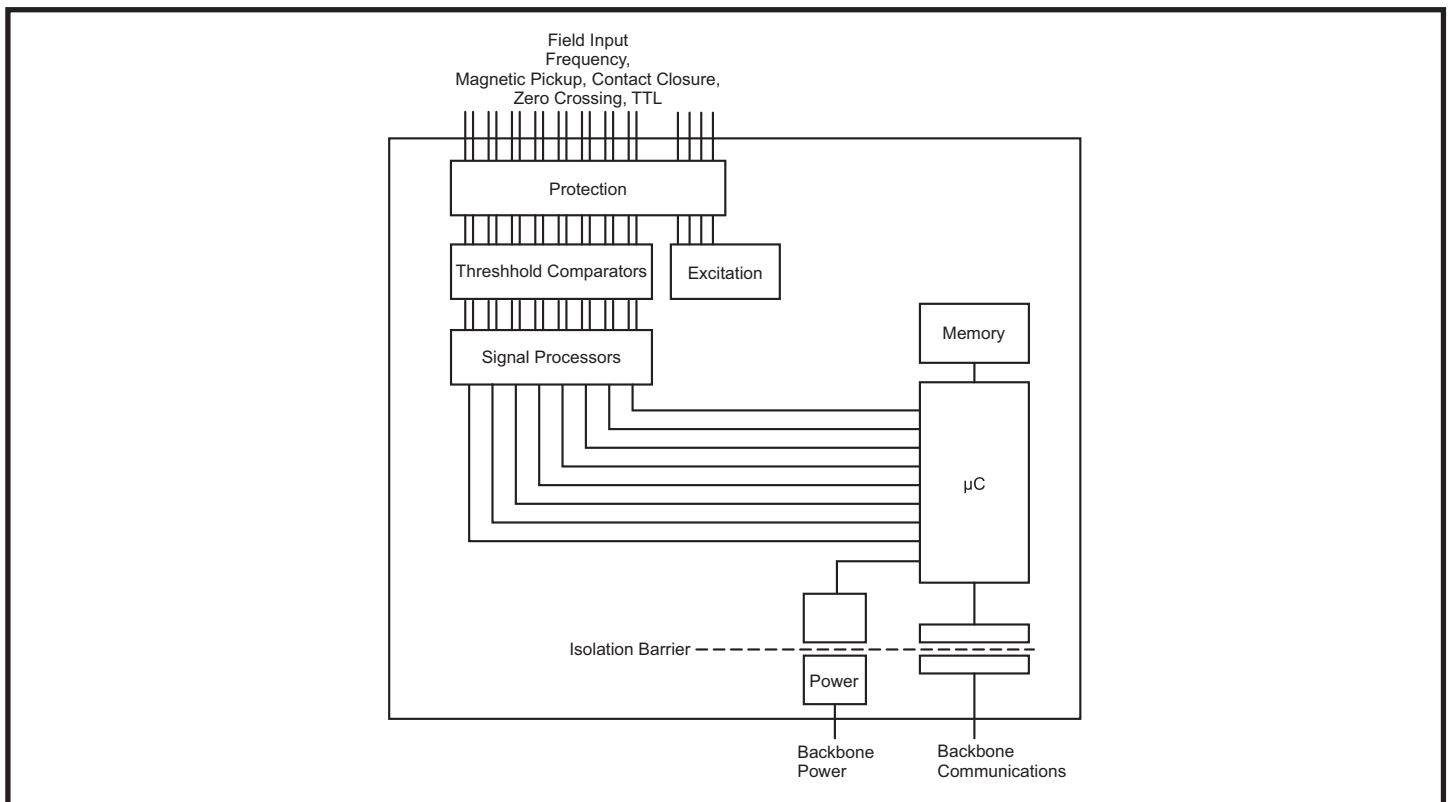 Field Input
Frequency,
Magnetic Pickup, Contact Closure,
Zero Crossing, TTL
Protection
Threshhold Comparators
Excitation
Signal Processors
Memory
µC
Isolation Barrier
Power
Backbone
Power
Backbone
Communications